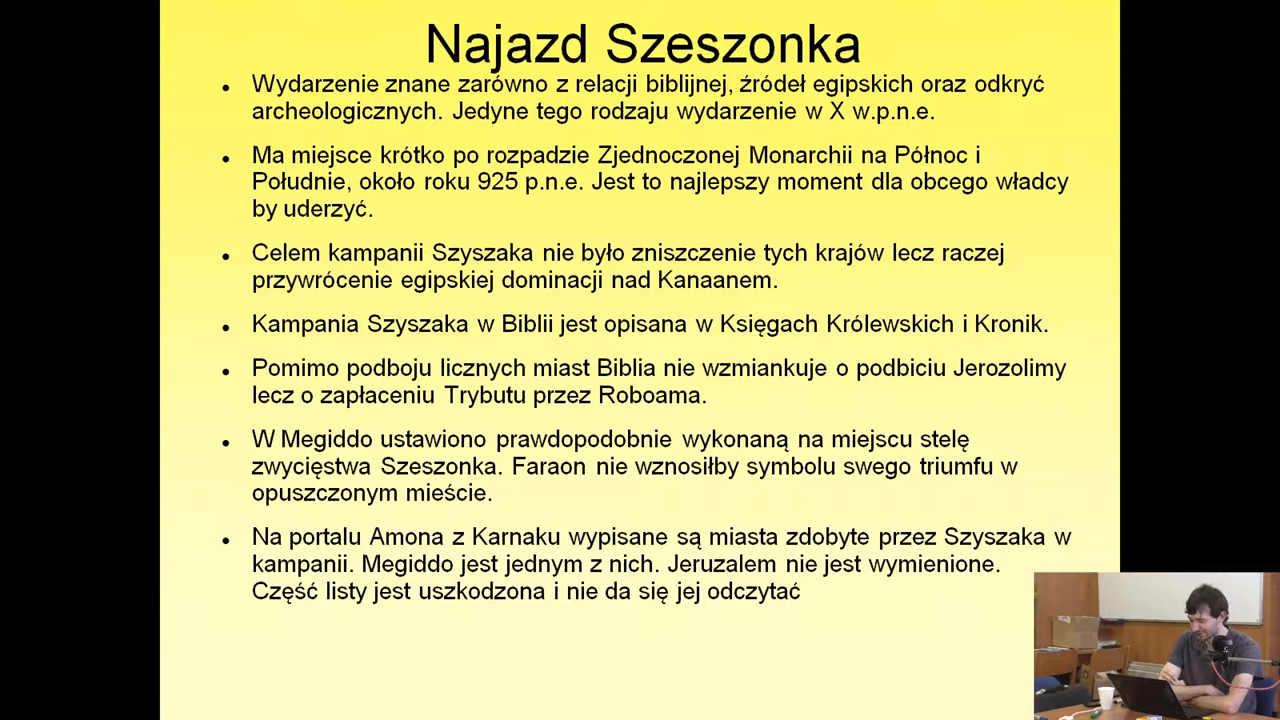 Najazd Szeszonka
• Wydarzenie znane zarówno z relacji biblijnej, źródeł egipskich oraz odkryć
archeologicznych. Jedyne tego rodzaju wydarzenie w X w.p.n.e.
• Ma miejsce krótko po rozpadzie Zjednoczonej Monarchii na Północ i
Południe, około roku 925 p.n.e. Jest to najlepszy moment dla obcego władcy
by uderzyć.
• Celem kampanii Szyszaka nie było zniszczenie tych krajów lecz raczej
przywrócenie egipskiej dominacji nad Kanaanem.
• Kampania Szyszaka w Biblii jest opisana w Księgach Królewskich i Kronik.
• Pomimo podboju licznych miast Biblia nie wzmiankuje o podbiciu Jerozolimy
lecz o zapłaceniu Trybutu przez Roboama.
• W Megiddo ustawiono prawdopodobnie wykonaną na miejscu stelę
zwycięstwa Szeszonka. Faraon nie wznosiłby symbolu swego triumfu w
opuszczonym mieście.
• Na portalu Amona z Karnaku wypisane są miasta zdobyte przez Szyszaka w
kampanii. Megiddo jest jednym z nich. Jeruzalem nie jest wymienione.
Część listy jest uszkodzona i nie da się jej odczytać